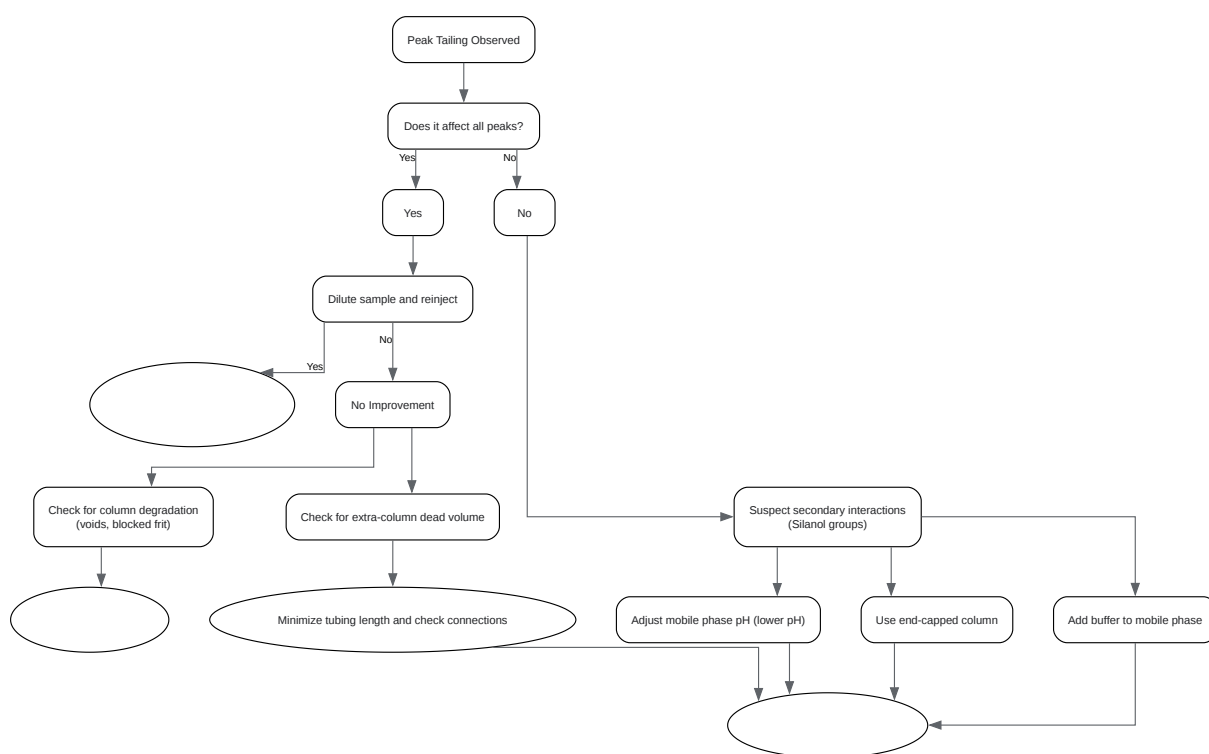 Peak Tailing Observed
Does it affect all peaks?
Yes
No
Yes
No
Dilute sample and reinject
No
Yes
No Improvement
Check for column degradation
(voids, blocked frit)
Check for extra-column dead volume
Suspect secondary interactions
(Silanol groups)
Minimize tubing length and check connections
Adjust mobile phase pH (lower pH)
Use end-capped column
Add buffer to mobile phase